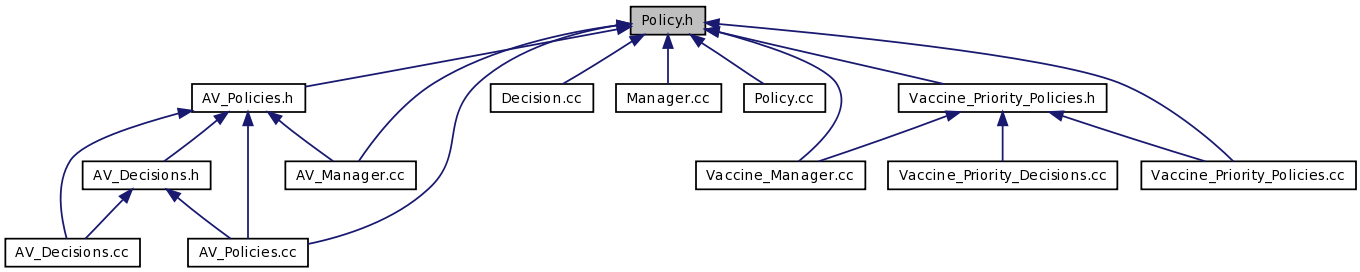 Policy.h
AV_Policies.h
Decision.cc
Manager.cc
Policy.cc
Vaccine_Priority_Policies.h
AV_Decisions.h
AV_Manager.cc
Vaccine_Manager.cc
Vaccine_Priority_Decisions.cc
Vaccine_Priority_Policies.cc
AV_Decisions.cc
AV_Policies.cc